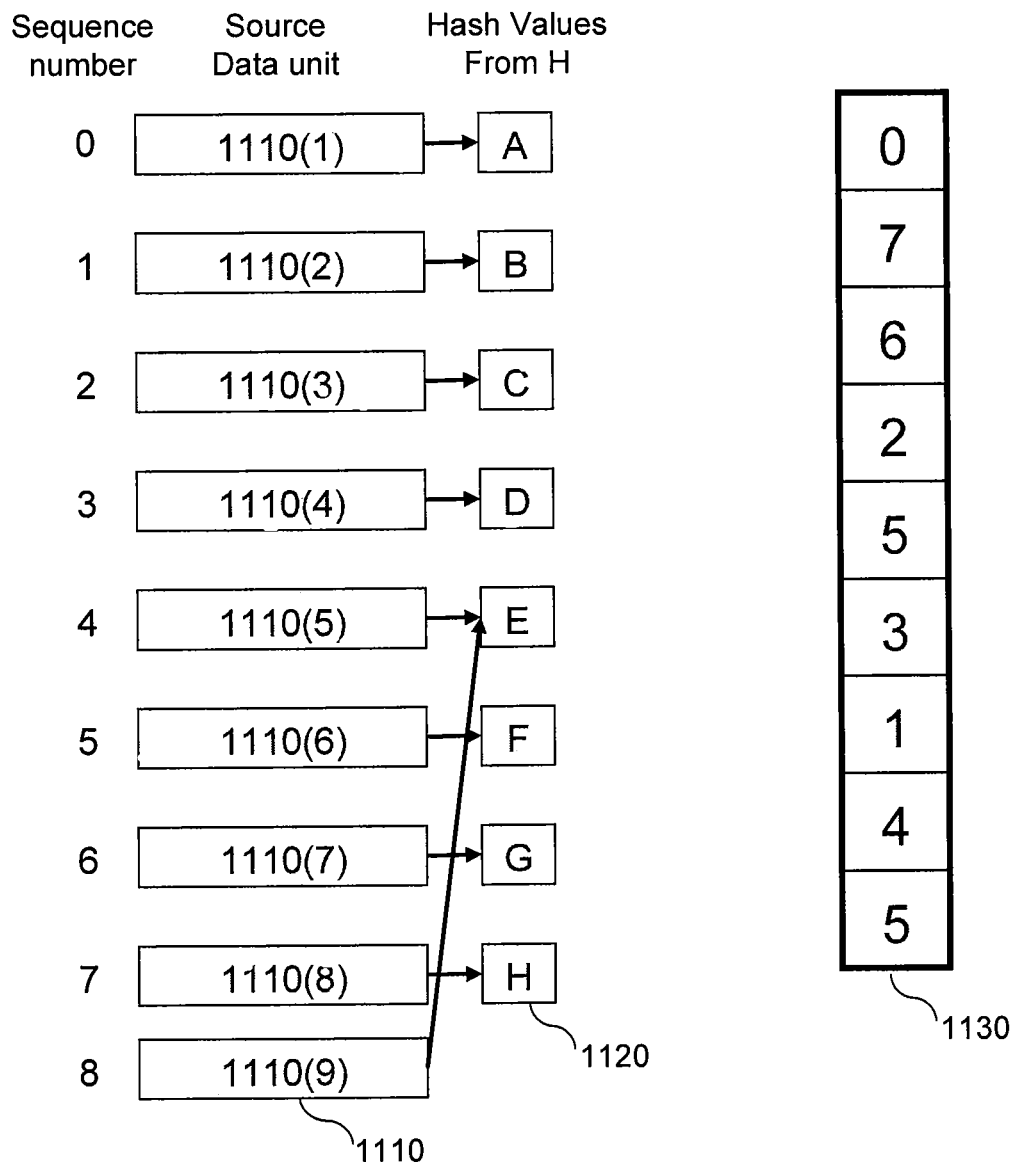 Sequence number
Source Data unit
Hash Values From H
0 1110(1) A
1 1110(2) B
2 1110(3) C
3 1110(4) D
4 1110(5) E
5 1110(6) F
6 1110(7) G
7 1110(8) H
8 1110(9)
1120
1110
0
7
6
2
5
3
1
4
5
1130